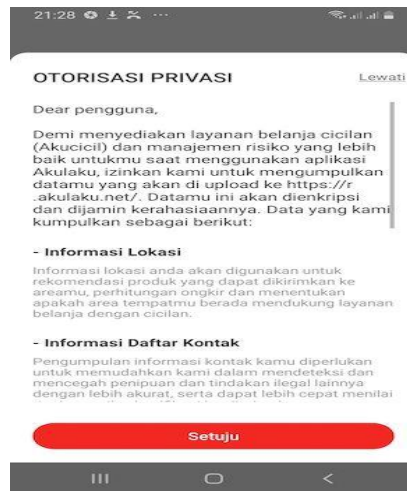 21:28
OTORISASI PRIVASI
Lewati
Dear pengguna,
Demi menyediakan layanan belanja cicilan
(Akucicil) dan manajemen risiko yang lebih
baik untukmu saat menggunakan aplikasi
Akulaku, izinkan kami untuk mengumpulkan
datamu yang akan di upload ke https://r
.akulaku.net/. Datamu ini akan dienkripsi
dan dijamin kerahasiaannya. Data yang kami
kumpulkan sebagai berikut:
- Informasi Lokasi
Informasi lokasi anda akan digunakan untuk
rekomendasi produk yang dapat dikirimkan ke
areamu, perhitungan ongkir dan menentukan
apakah area tempatmu berada mendukung layanan
belanja dengan cicilan.
- Informasi Daftar Kontak
Pengumpulan informasi kontak kamu diperlukan
untuk memudahkan kami dalam mendeteksi dan
mencegah penipuan dan tindakan ilegal lainnya
dengan lebih akurat, serta dapat lebih cepat menilai
Setuju